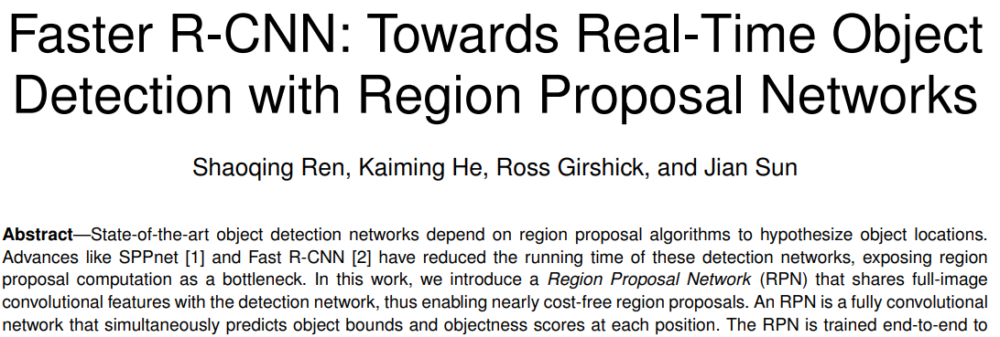 Faster R-CNN: Towards Real-Time Object
Detection with Region Proposal Networks
Shaoqing Ren, Kaiming He, Ross Girshick, and Jian Sun
Abstract—State-of-the-art object detection networks depend on region proposal algorithms to hypothesize object locations.
Advances like SPPnet [1] and Fast R-CNN [2] have reduced the running time of these detection networks, exposing region
proposal computation as a bottleneck. In this work, we introduce a Region Proposal Network (RPN) that shares full-image
convolutional features with the detection network, thus enabling nearly cost-free region proposals. An RPN is a fully convolutional
network that simultaneously predicts object bounds and objectness scores at each position. The RPN is trained end-to-end to